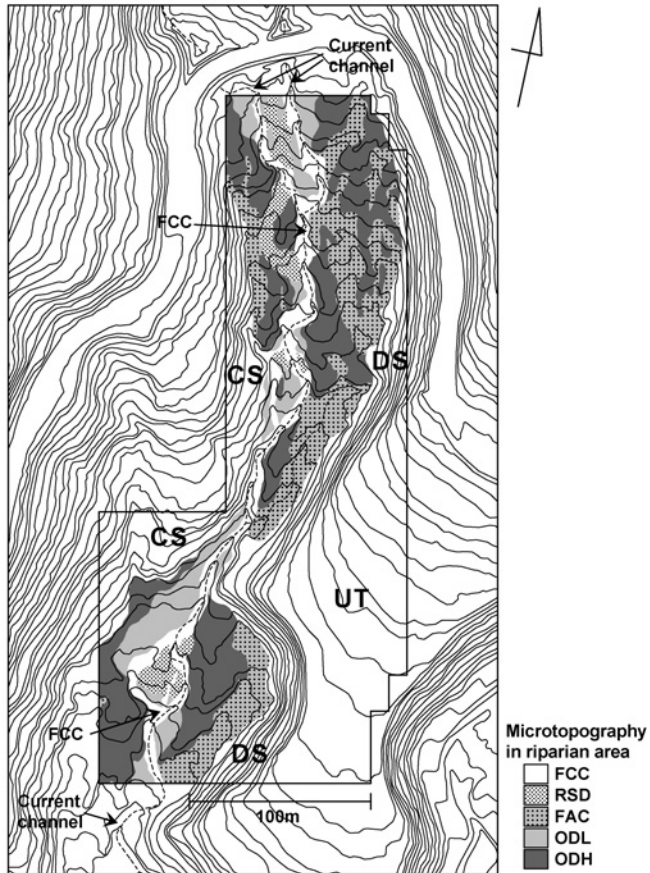 Current
channel
FCC
CS
DS
CS
UT
FCC
DS
Current
channel
100m
Microtopography
in riparian area
FCC
RSD
FAC
ODL
ODH